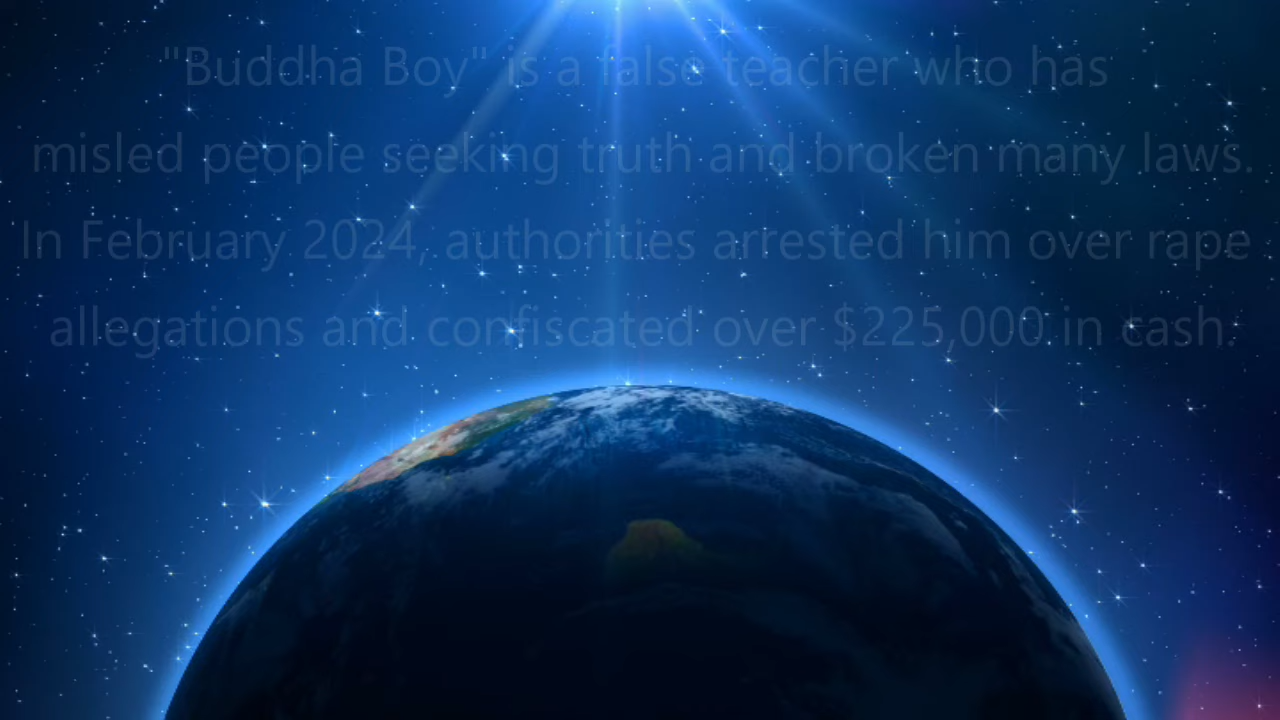 "Buddha Boy" is a false teacher who has
misled people seeking truth and broken many laws.
In February 2024, authorities arrested him over rape
allegations and confiscated over $225,000 in cash.